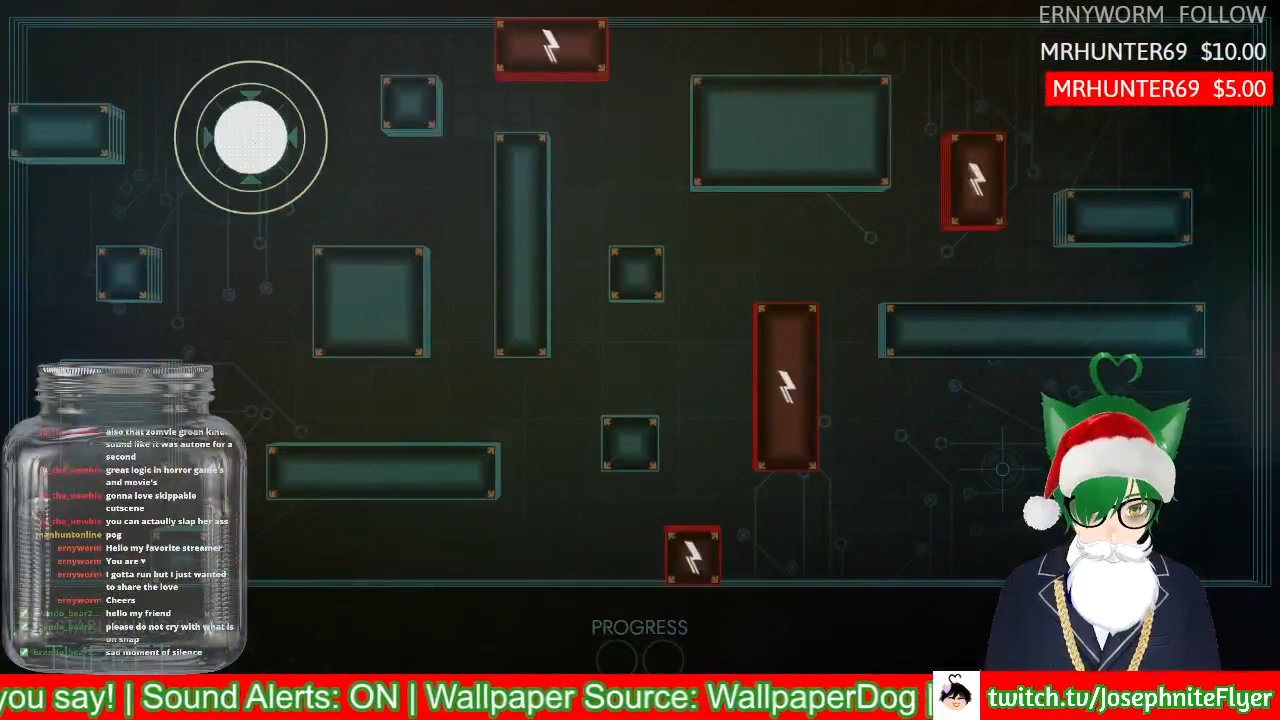 ERNYWORM FOLLOW
MRHUNTER69 $10.00
MRHUNTER69 $5.00
also that zomvie groan kinda
sound like it was autone for a
second
great logic in horror game's
and movie's
gonna love skippable
cutscene
you can actaully slap her ass
manhuntonline pog
ernyworm Hello my favorite streamer
ernyworm You are ♥
ernyworm I gotta run but I just wanted
to share the love
ernyworm Cheers
hello my friend
please do not cry with what is
on snap
sad moment of silence
PROGRESS
you say! | Sound Alerts: ON | Wallpaper Source: WallpaperDog |
twitch.tv/JosephniteFlyer